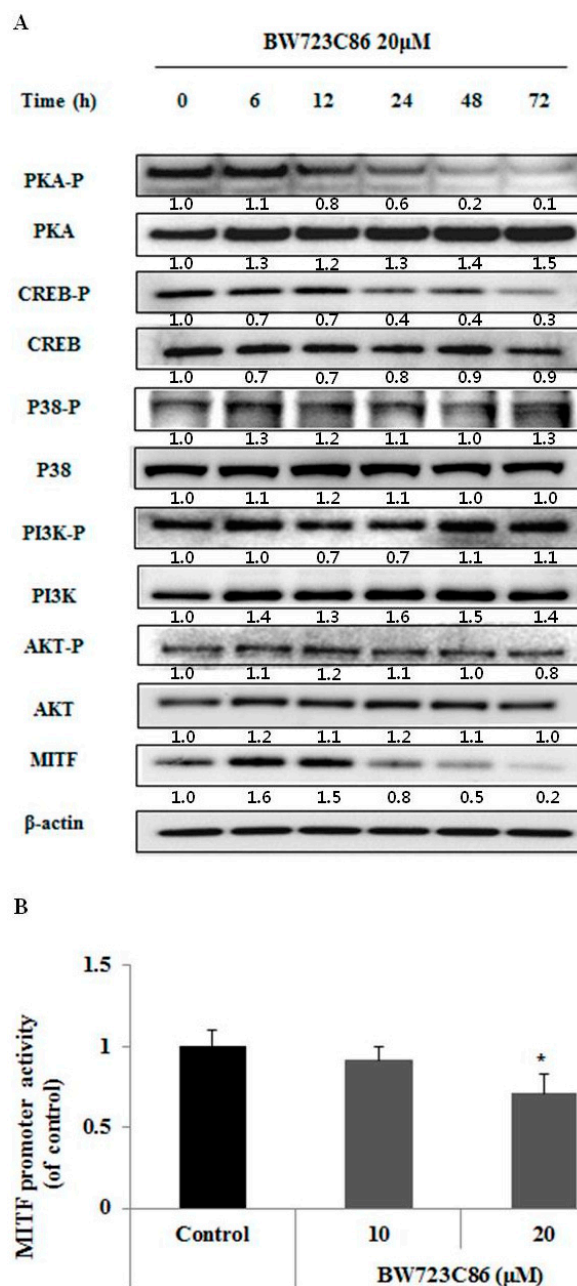 A
BW723C86 20μM
Time (h) 0 6 12 24 48 72
PKA-P
1.0 1.1 0.8 0.6 0.2 0.1
PKA
1.0 1.3 1.2 1.3 1.4 1.5
CREB-P
1.0 0.7 0.7 0.4 0.4 0.3
CREB
1.0 0.7 0.7 0.8 0.9 0.9
P38-P
1.0 1.3 1.2 1.1 1.0 1.3
P38
1.0 1.1 1.2 1.1 1.0 1.0
PI3K-P
1.0 1.0 0.7 0.7 1.1 1.1
PI3K
1.0 1.4 1.3 1.6 1.5 1.4
AKT-P
1.0 1.1 1.2 1.1 1.0 0.8
AKT
1.0 1.2 1.1 1.2 1.1 1.0
MITF
1.0 1.6 1.5 0.8 0.5 0.2
β-actin
B
MITF promoter activity
(of control)
1.5
1
0.5
0
*
Control 10 20
BW723C86 (μM)